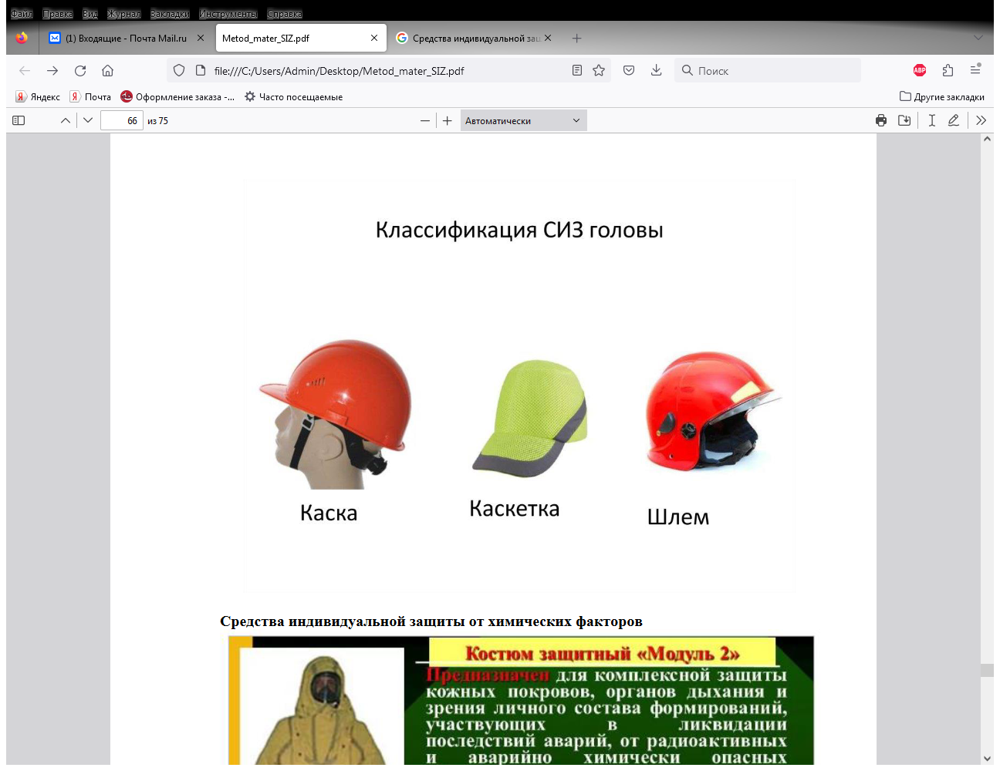 Файл Правка Вид Журнал Закладки Инструменты Справка
(1) Входящие - Почта Mail.ru
Metod_mater_SIZ.pdf
Средства индивидуальной защ
file:///C:/Users/Admin/Desktop/Metod_mater_SIZ.pdf
Поиск
ABP
Яндекс
Почта
Оформление заказа -...
Часто посещаемые
Другие закладки
66 из 75
Автоматически
Классификация СИЗ головы
Каска
Каскетка
Шлем
Средства индивидуальной защиты от химических факторов
Костюм защитный «Модуль 2»
Предназначен для комплексной защиты
кожных покровов, органов дыхания и
зрения личного состава формирований,
участвующих в ликвидации
последствий аварий, от радиоактивных
и аварийно химически опасных